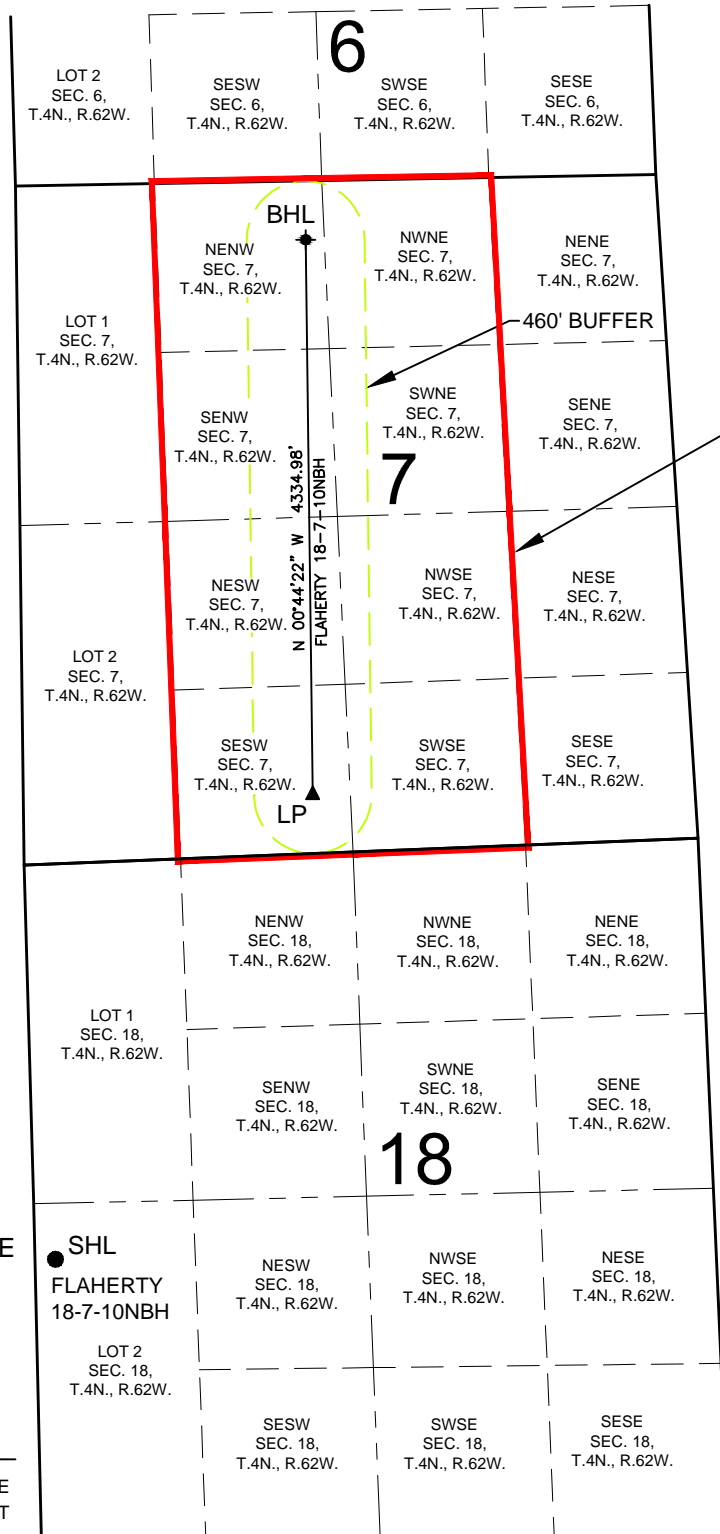 6
LOT 2
SEC. 6,
T.4N., R.62W.
SESW
SEC. 6,
T.4N., R.62W.
SWSE
SEC. 6,
T.4N., R.62W.
SESE
SEC. 6,
T.4N., R.62W.
BHL
NENW
SEC. 7,
T.4N., R.62W.
NWNE
SEC. 7,
T.4N., R.62W.
NENE
SEC. 7,
T.4N., R.62W.
LOT 1
SEC. 7,
T.4N., R.62W.
460' BUFFER
SENW
SEC. 7,
T.4N., R.62W.
SWNE
SEC. 7,
T.4N., R.62W.
SENE
SEC. 7,
T.4N., R.62W.
7
N 00°44'22" W 4334.98'
FLAHERTY 18-7-10NBH
NESW
SEC. 7,
T.4N., R.62W.
NWSE
SEC. 7,
T.4N., R.62W.
NESE
SEC. 7,
T.4N., R.62W.
LOT 2
SEC. 7,
T.4N., R.62W.
SESW
SEC. 7,
T.4N., R.62W.
SWSE
SEC. 7,
T.4N., R.62W.
SESE
SEC. 7,
T.4N., R.62W.
LP
NENW
SEC. 18,
T.4N., R.62W.
NWNE
SEC. 18,
T.4N., R.62W.
NENE
SEC. 18,
T.4N., R.62W.
LOT 1
SEC. 18,
T.4N., R.62W.
SENW
SEC. 18,
T.4N., R.62W.
SWNE
SEC. 18,
T.4N., R.62W.
SENE
SEC. 18,
T.4N., R.62W.
18
E
SHL
FLAHERTY
18-7-10NBH
NESW
SEC. 18,
T.4N., R.62W.
NWSE
SEC. 18,
T.4N., R.62W.
NESE
SEC. 18,
T.4N., R.62W.
LOT 2
SEC. 18,
T.4N., R.62W.
SESW
SEC. 18,
T.4N., R.62W.
SWSE
SEC. 18,
T.4N., R.62W.
SESE
SEC. 18,
T.4N., R.62W.
E
T